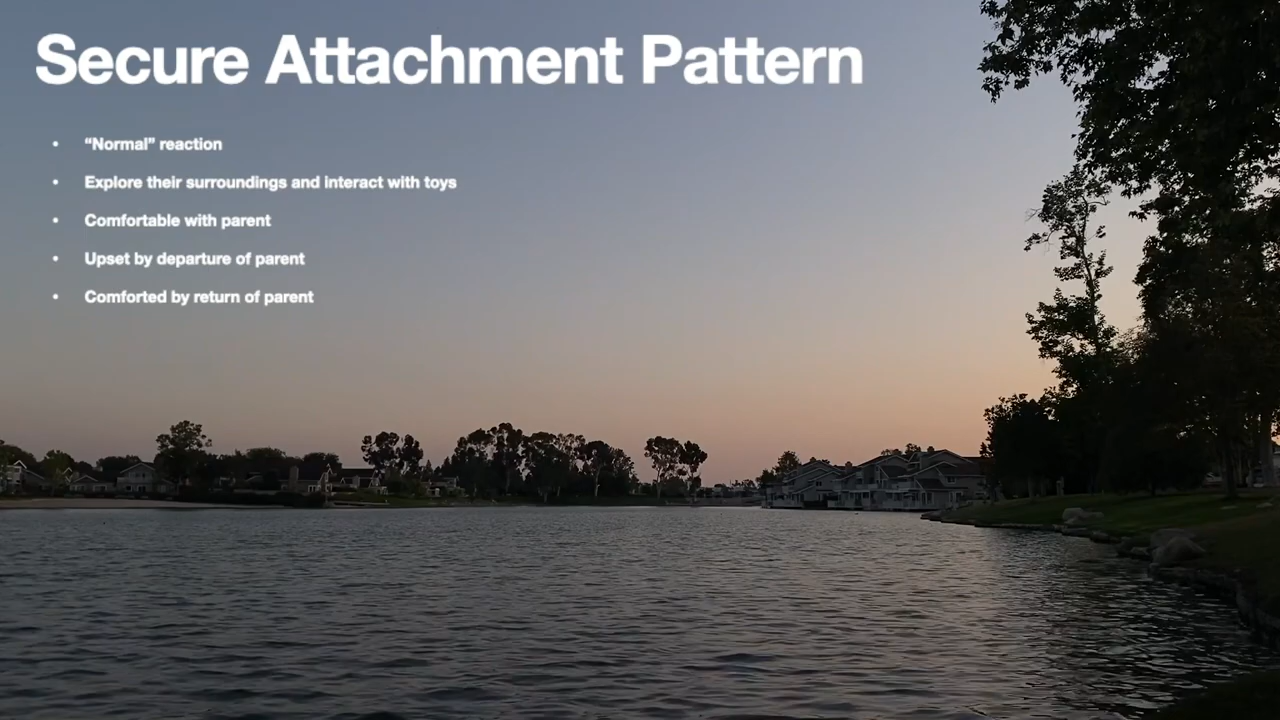 Secure Attachment Pattern
• “Normal” reaction
• Explore their surroundings and interact with toys
• Comfortable with parent
• Upset by departure of parent
• Comforted by return of parent